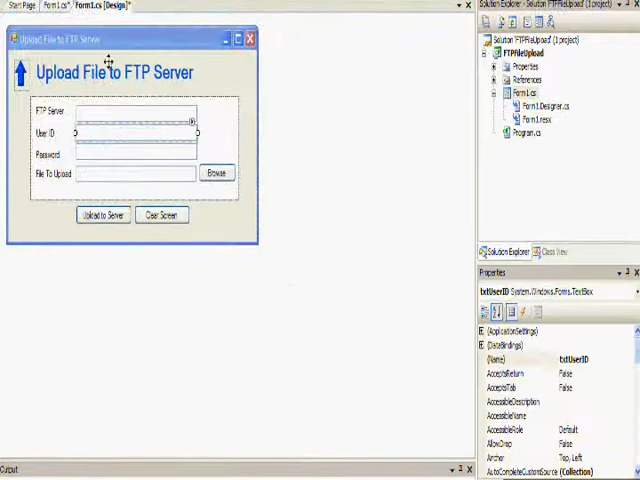 Start Page Form1.cs* Form1.cs [Design]*
Upload File to FTP Server
Upload File to FTP Server
FTP Server
User ID
Password
File To Upload
Browse
Upload to Server Clear Screen
Output
Solution Explorer - Solution 'FTPFileUpload' (1 project)
Solution 'FTPFileUpload' (1 project)
FTPFileUpload
Properties
References
Form1.cs
Form1.Designer.cs
Form1.resx
Program.cs
Solution Explorer Class View
Properties
txtUserID System.Windows.Forms.TextBox
(ApplicationSettings)
(DataBindings)
(Name) txtUserID
AcceptsReturn False
AcceptsTab False
AccessibleDescription
AccessibleName
AccessibleRole Default
AllowDrop False
Anchor Top, Left
AutoCompleteCustomSource (Collection)